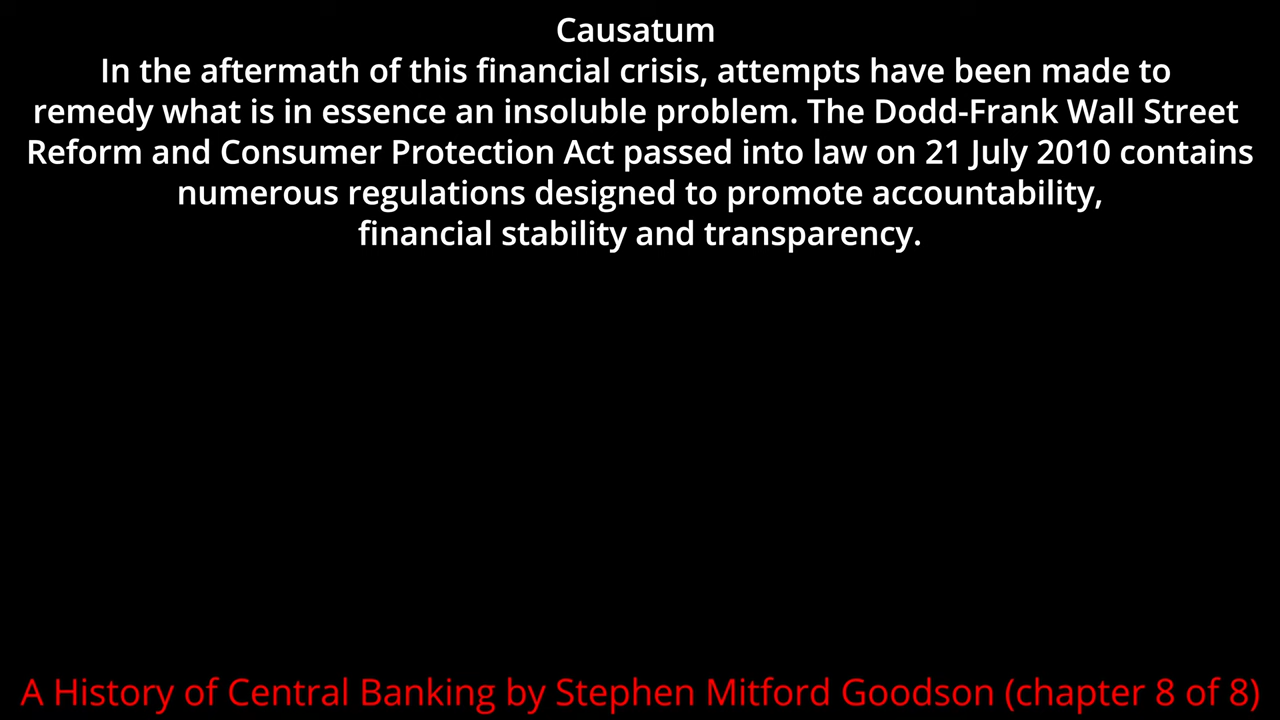 Causatum
In the aftermath of this financial crisis, attempts have been made to
remedy what is in essence an insoluble problem. The Dodd-Frank Wall Street
Reform and Consumer Protection Act passed into law on 21 July 2010 contains
numerous regulations designed to promote accountability,
financial stability and transparency.
A History of Central Banking by Stephen Mitford Goodson (chapter 8 of 8)